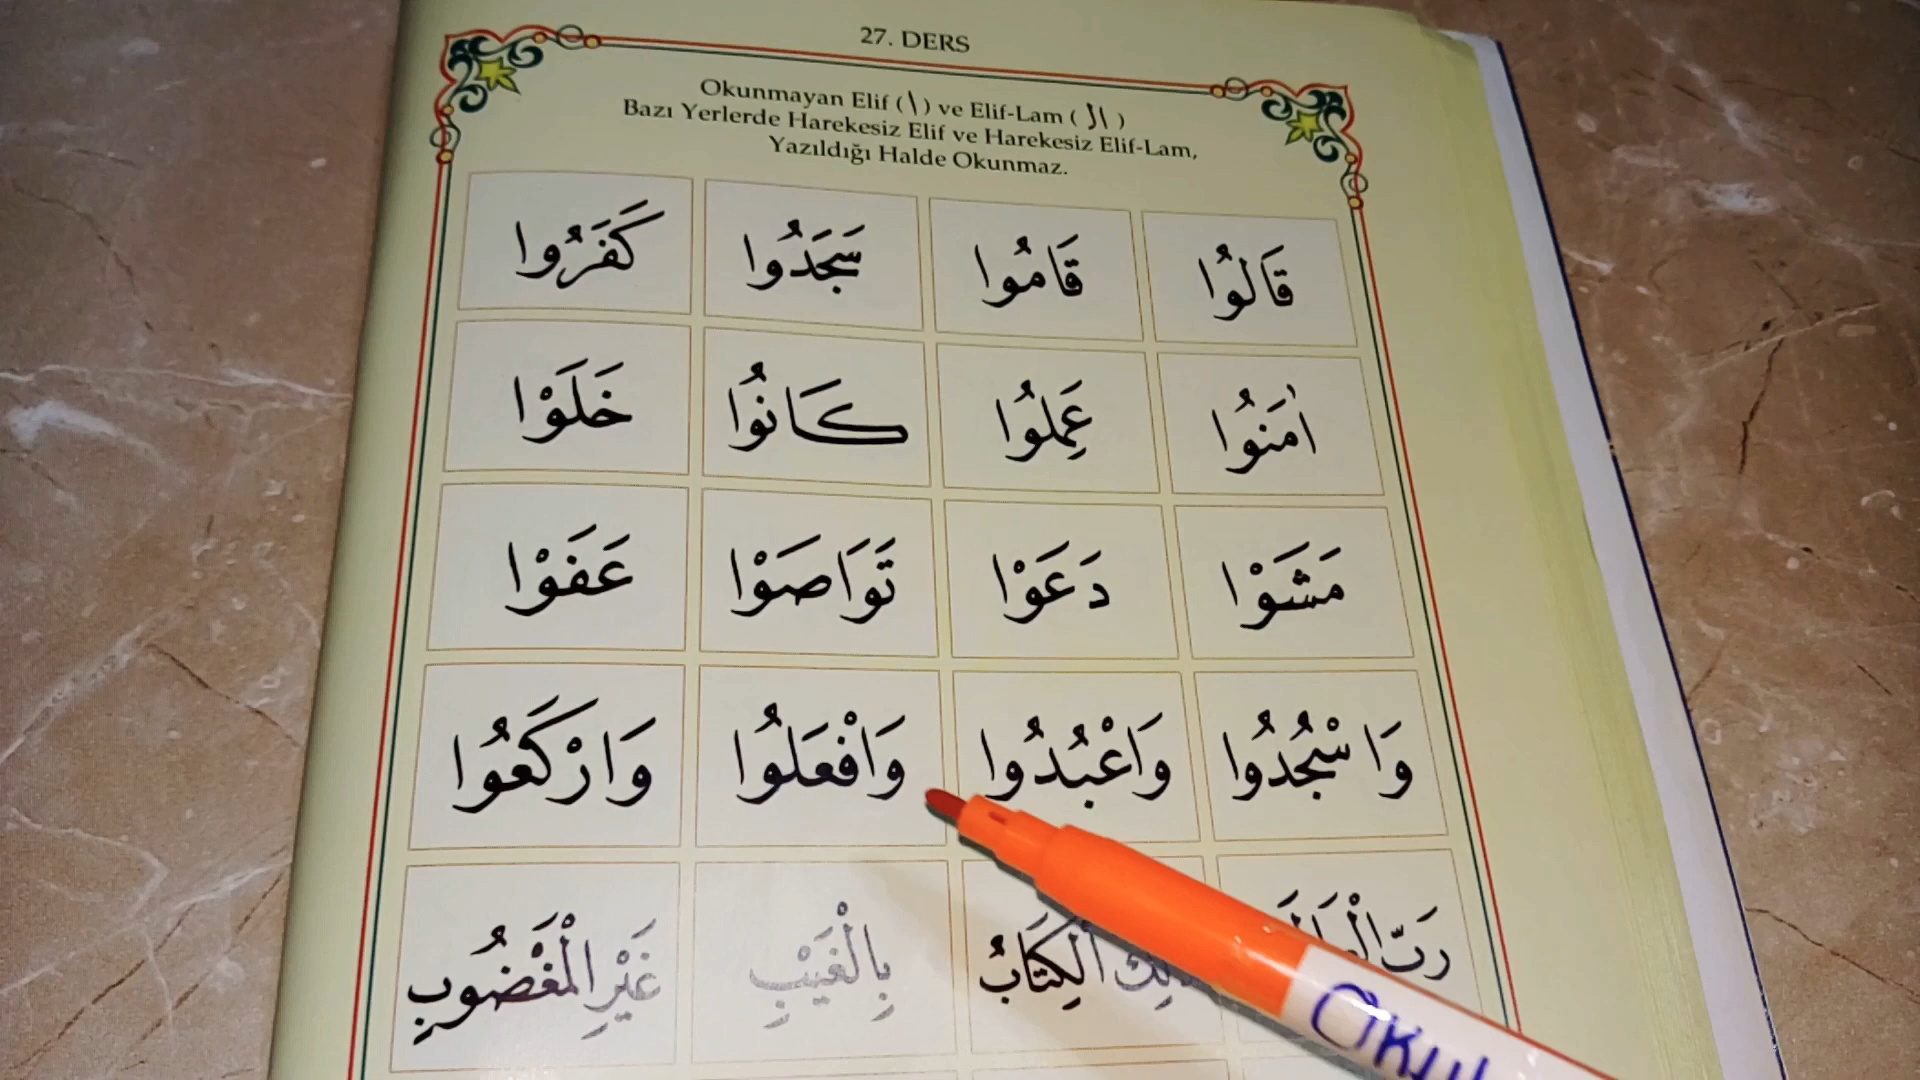 27. DERS
Okunmayan Elif ( ا ) ve Elif-Lam ( ال )
Bazı Yerlerde Harekesiz Elif ve Harekesiz Elif-Lam,
Yazıldığı Halde Okunmaz.
قَالُوا قَامُوا سَجَدُوا كَفَرُوا
اٰمَنُوا عَمِلُوا كَانُوا خَلَوْا
مَشَوْا دَعَوْا تَوَاصَوْا عَفَوْا
وَاسْجُدُوا وَاعْبُدُوا وَافْعَلُوا وَارْكَعُوا
رَبِّ الْكِتَابُ بِالْغَيْبِ غَيْرِ الْمَغْضُوبِ